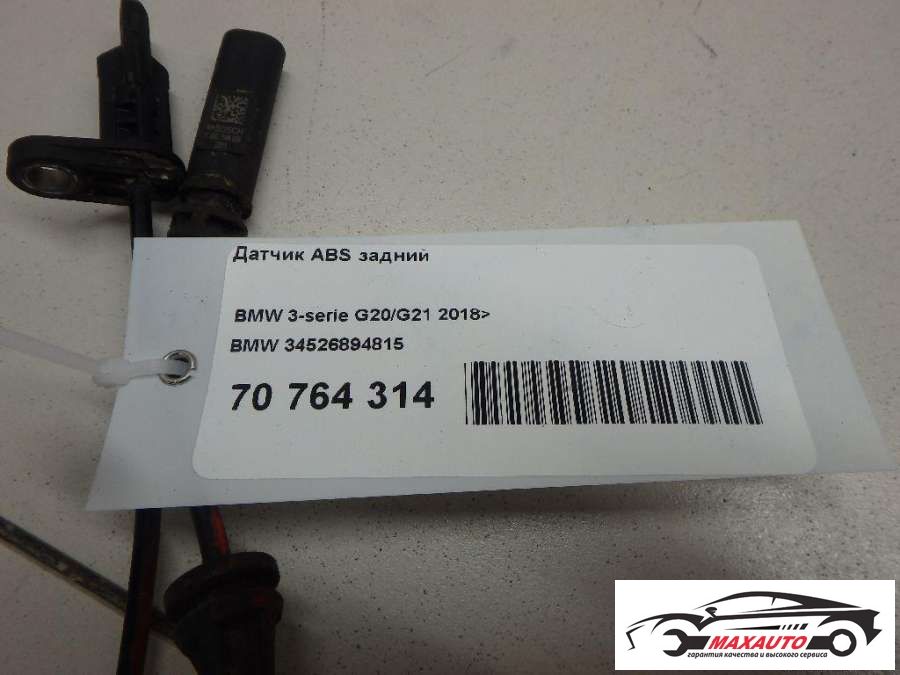 BOSCH
Датчик ABS задний
BMW 3-serie G20/G21 2018>
BMW 34526894815
70 764 314
MAXAUTO
гарантия качества и высокого сервиса